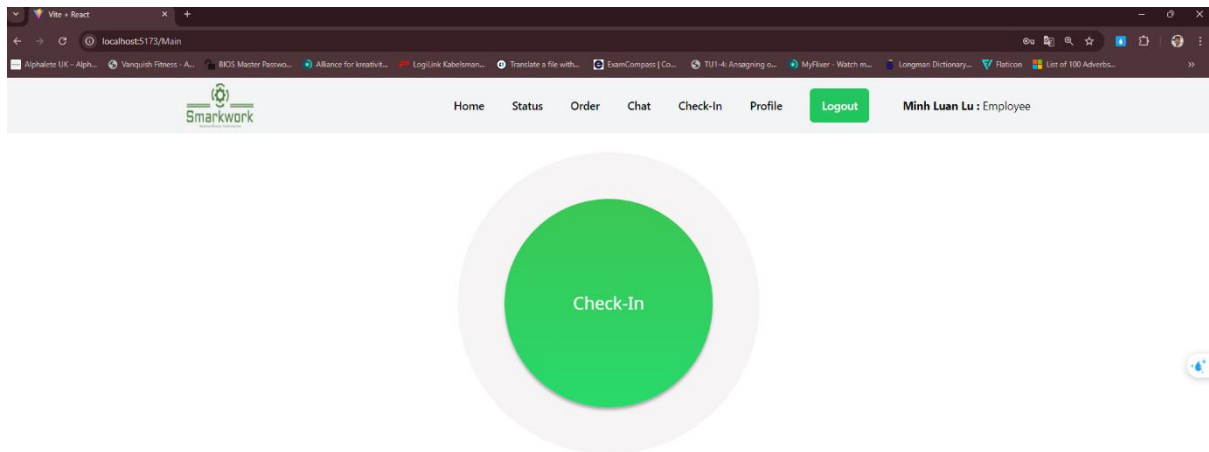 Vite + React
localhost:5173/Main
Alphalete UK – Alph... Vanquish Fitness - A... BIOS Master Passwo... Alliance for kreativit... LogiLink Kabelsman... Translate a file with... ExamCompass | Co... TU1-4: Ansøgning o... MyFlixer - Watch m... Longman Dictionary... Flaticon List of 100 Adverbs...
Smarkwork
Home Status Order Chat Check-In Profile Logout Minh Luan Lu : Employee
Check-In